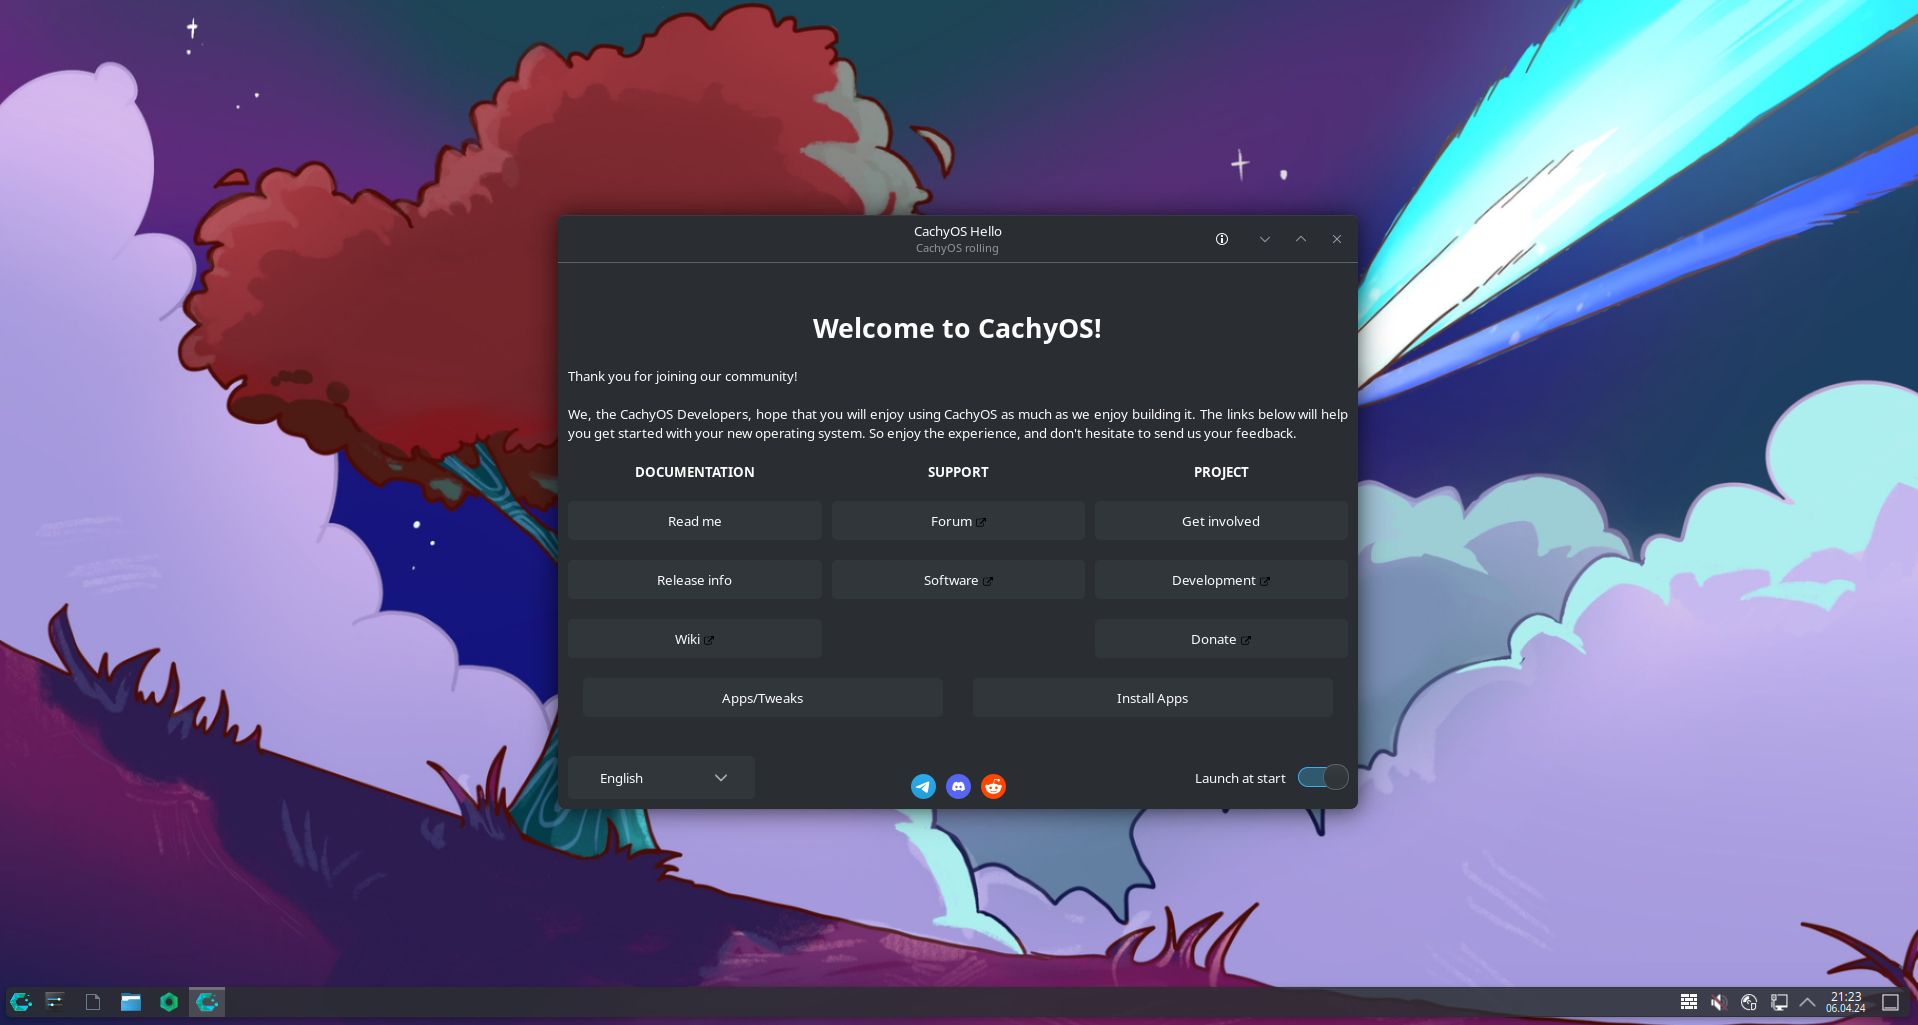 CachyOS Hello
CachyOS rolling
Welcome to CachyOS!
Thank you for joining our community!
We, the CachyOS Developers, hope that you will enjoy using CachyOS as much as we enjoy building it. The links below will help
you get started with your new operating system. So enjoy the experience, and don't hesitate to send us your feedback.
DOCUMENTATION
SUPPORT
PROJECT
Read me
Forum
Get involved
Release info
Software
Development
Wiki
Donate
Apps/Tweaks
Install Apps
English
Launch at start
21:23
06.04.24